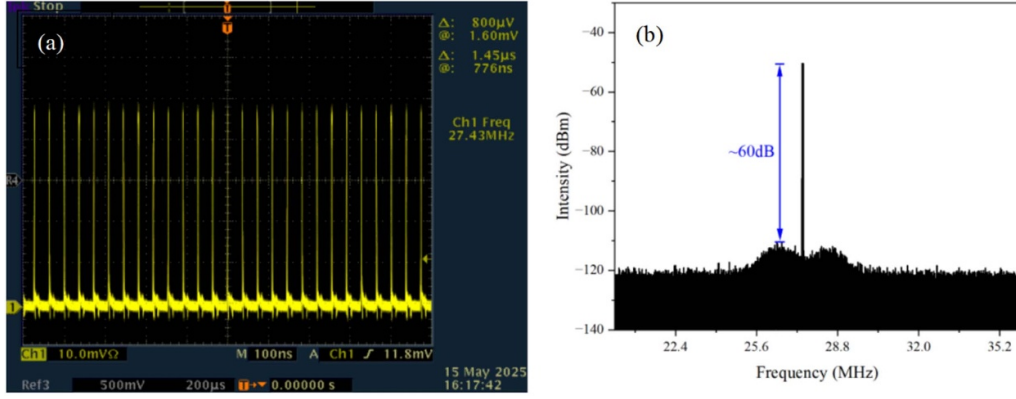 Stop
T
T
(a)
Δ: 800µV
@: 1.60mV
Δ: 1.45µs
@: 776ns
Ch1 Freq
27.43MHz
R4
1
Ch1 10.0mVΩ M 100ns A Ch1 ƒ 11.8mV
15 May 2025
16:17:42
Ref3 500mV 200µs T 0.00000 s
(b)
Intensity (dBm)
−40
−60
−80
−100
−120
−140
~60dB
22.4 25.6 28.8 32.0 35.2
Frequency (MHz)